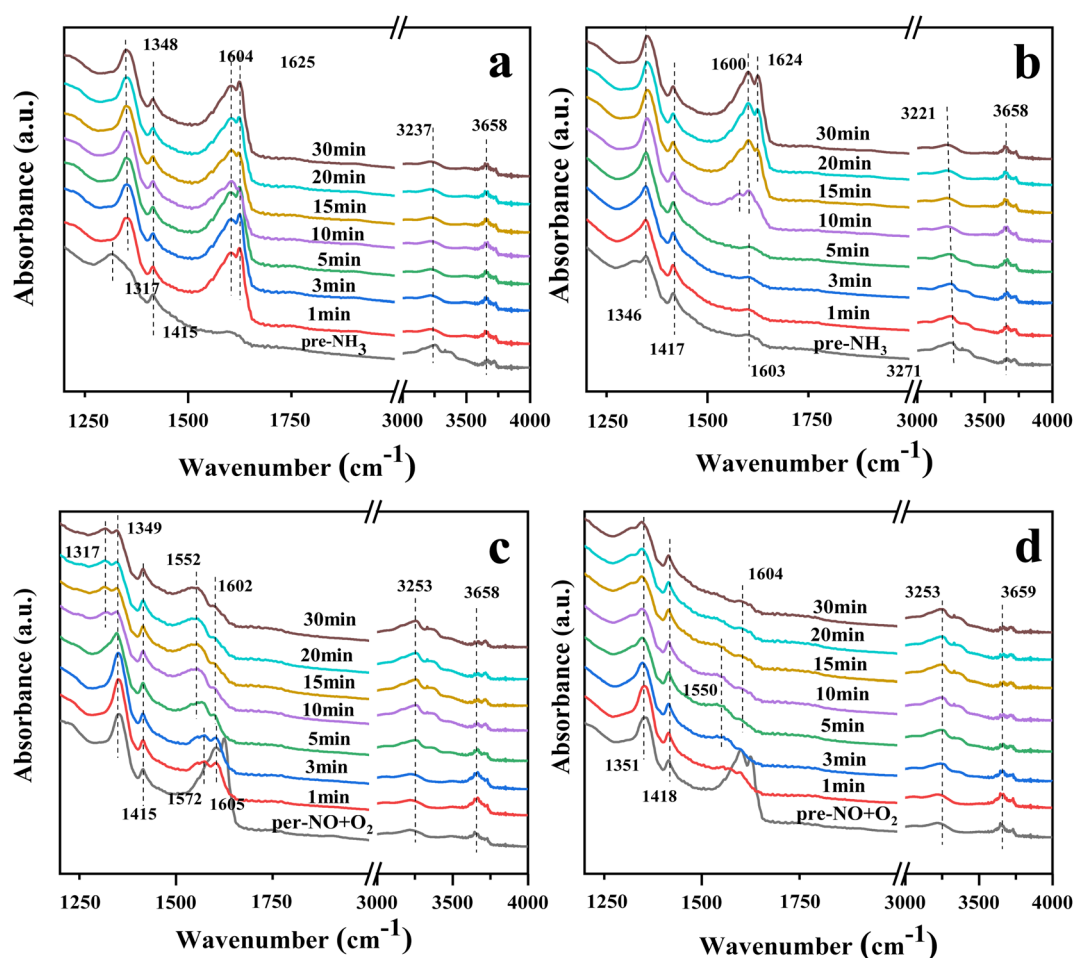 a
1348
1604
1625
3237
3658
30min
20min
15min
10min
5min
3min
1min
pre-NH3
1317
1415
Absorbance (a.u.)
1250
1500
1750
3000
3500
4000
Wavenumber (cm-1)
b
1600
1624
3221
3658
30min
20min
15min
10min
5min
3min
1min
pre-NH3
1346
1417
1603
3271
Absorbance (a.u.)
1250
1500
1750
3000
3500
4000
Wavenumber (cm-1)
c
1349
1317
1552
1602
3253
3658
30min
20min
15min
10min
5min
3min
1min
per-NO+O2
1415
1572
1605
Absorbance (a.u.)
1250
1500
1750
3000
3500
4000
Wavenumber (cm-1)
d
1604
3253
3659
30min
20min
15min
10min
5min
3min
1min
pre-NO+O2
1550
1351
1418
Absorbance (a.u.)
1250
1500
1750
3000
3500
4000
Wavenumber (cm-1)